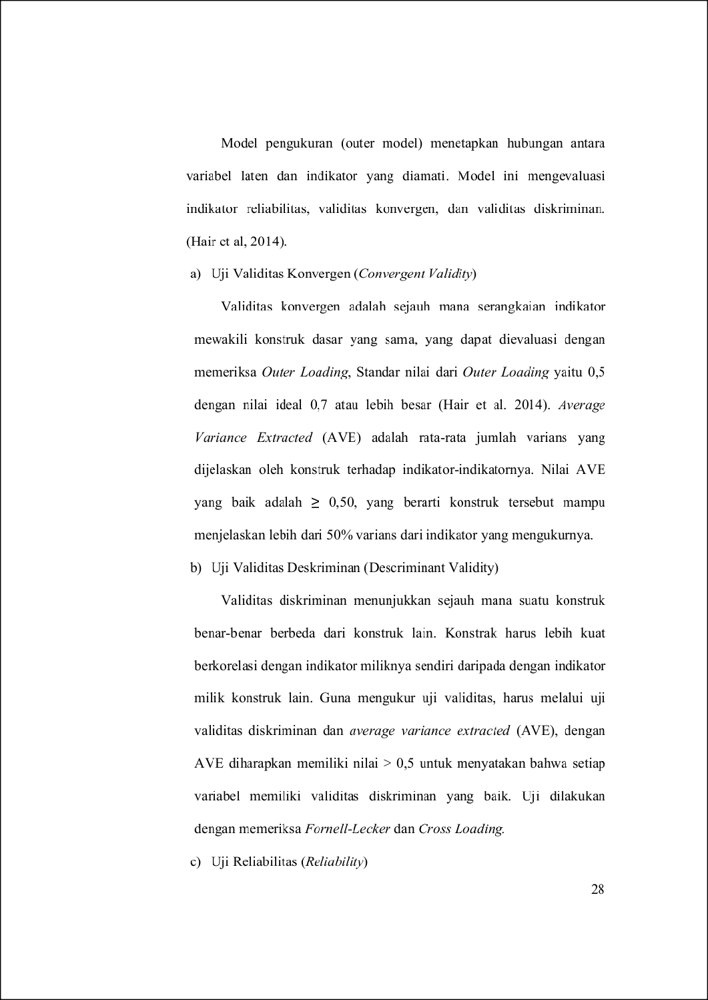 Model pengukuran (outer model) menetapkan hubungan antara
variabel laten dan indikator yang diamati. Model ini mengevaluasi
indikator reliabilitas, validitas konvergen, dan validitas diskriminan.
(Hair et al, 2014).
a) Uji Validitas Konvergen (Convergent Validity)
Validitas konvergen adalah sejauh mana serangkaian indikator
mewakili konstruk dasar yang sama, yang dapat dievaluasi dengan
memeriksa Outer Loading, Standar nilai dari Outer Loading yaitu 0,5
dengan nilai ideal 0,7 atau lebih besar (Hair et al. 2014). Average
Variance Extracted (AVE) adalah rata-rata jumlah varians yang
dijelaskan oleh konstruk terhadap indikator-indikatornya. Nilai AVE
yang baik adalah ≥ 0,50, yang berarti konstruk tersebut mampu
menjelaskan lebih dari 50% varians dari indikator yang mengukurnya.
b) Uji Validitas Deskriminan (Descriminant Validity)
Validitas diskriminan menunjukkan sejauh mana suatu konstruk
benar-benar berbeda dari konstruk lain. Konstrak harus lebih kuat
berkorelasi dengan indikator miliknya sendiri daripada dengan indikator
milik konstruk lain. Guna mengukur uji validitas, harus melalui uji
validitas diskriminan dan average variance extracted (AVE), dengan
AVE diharapkan memiliki nilai > 0,5 untuk menyatakan bahwa setiap
variabel memiliki validitas diskriminan yang baik. Uji dilakukan
dengan memeriksa Fornell-Lecker dan Cross Loading.
c) Uji Reliabilitas (Reliability)
28